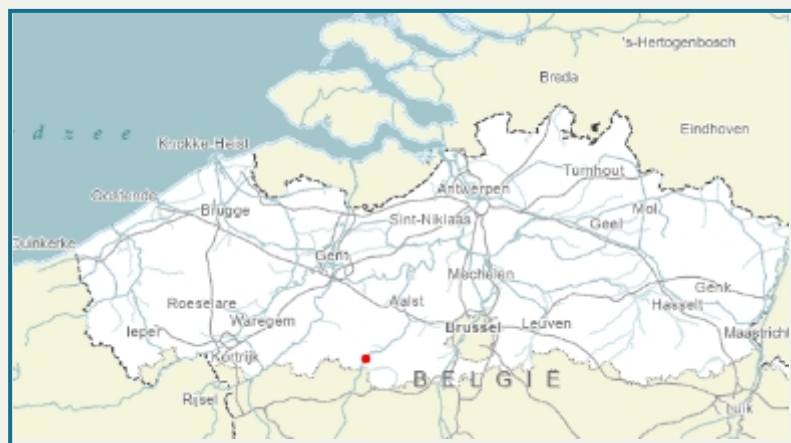 's-Hertogenbosch
Breda
Eindhoven
d z e e
Knokke-Heist
Turnhout
Antwerpen
Oostende
Brugge
Mol
Sint-Niklaas
Geel
Duinkerke
Gent
Mechelen
Genk
Roeselare
Aalst
Hasselt
Waregem
Ieper
Brussel
Leuven
Maastricht
Kortrijk
BELGIË
Rijsel
Luik